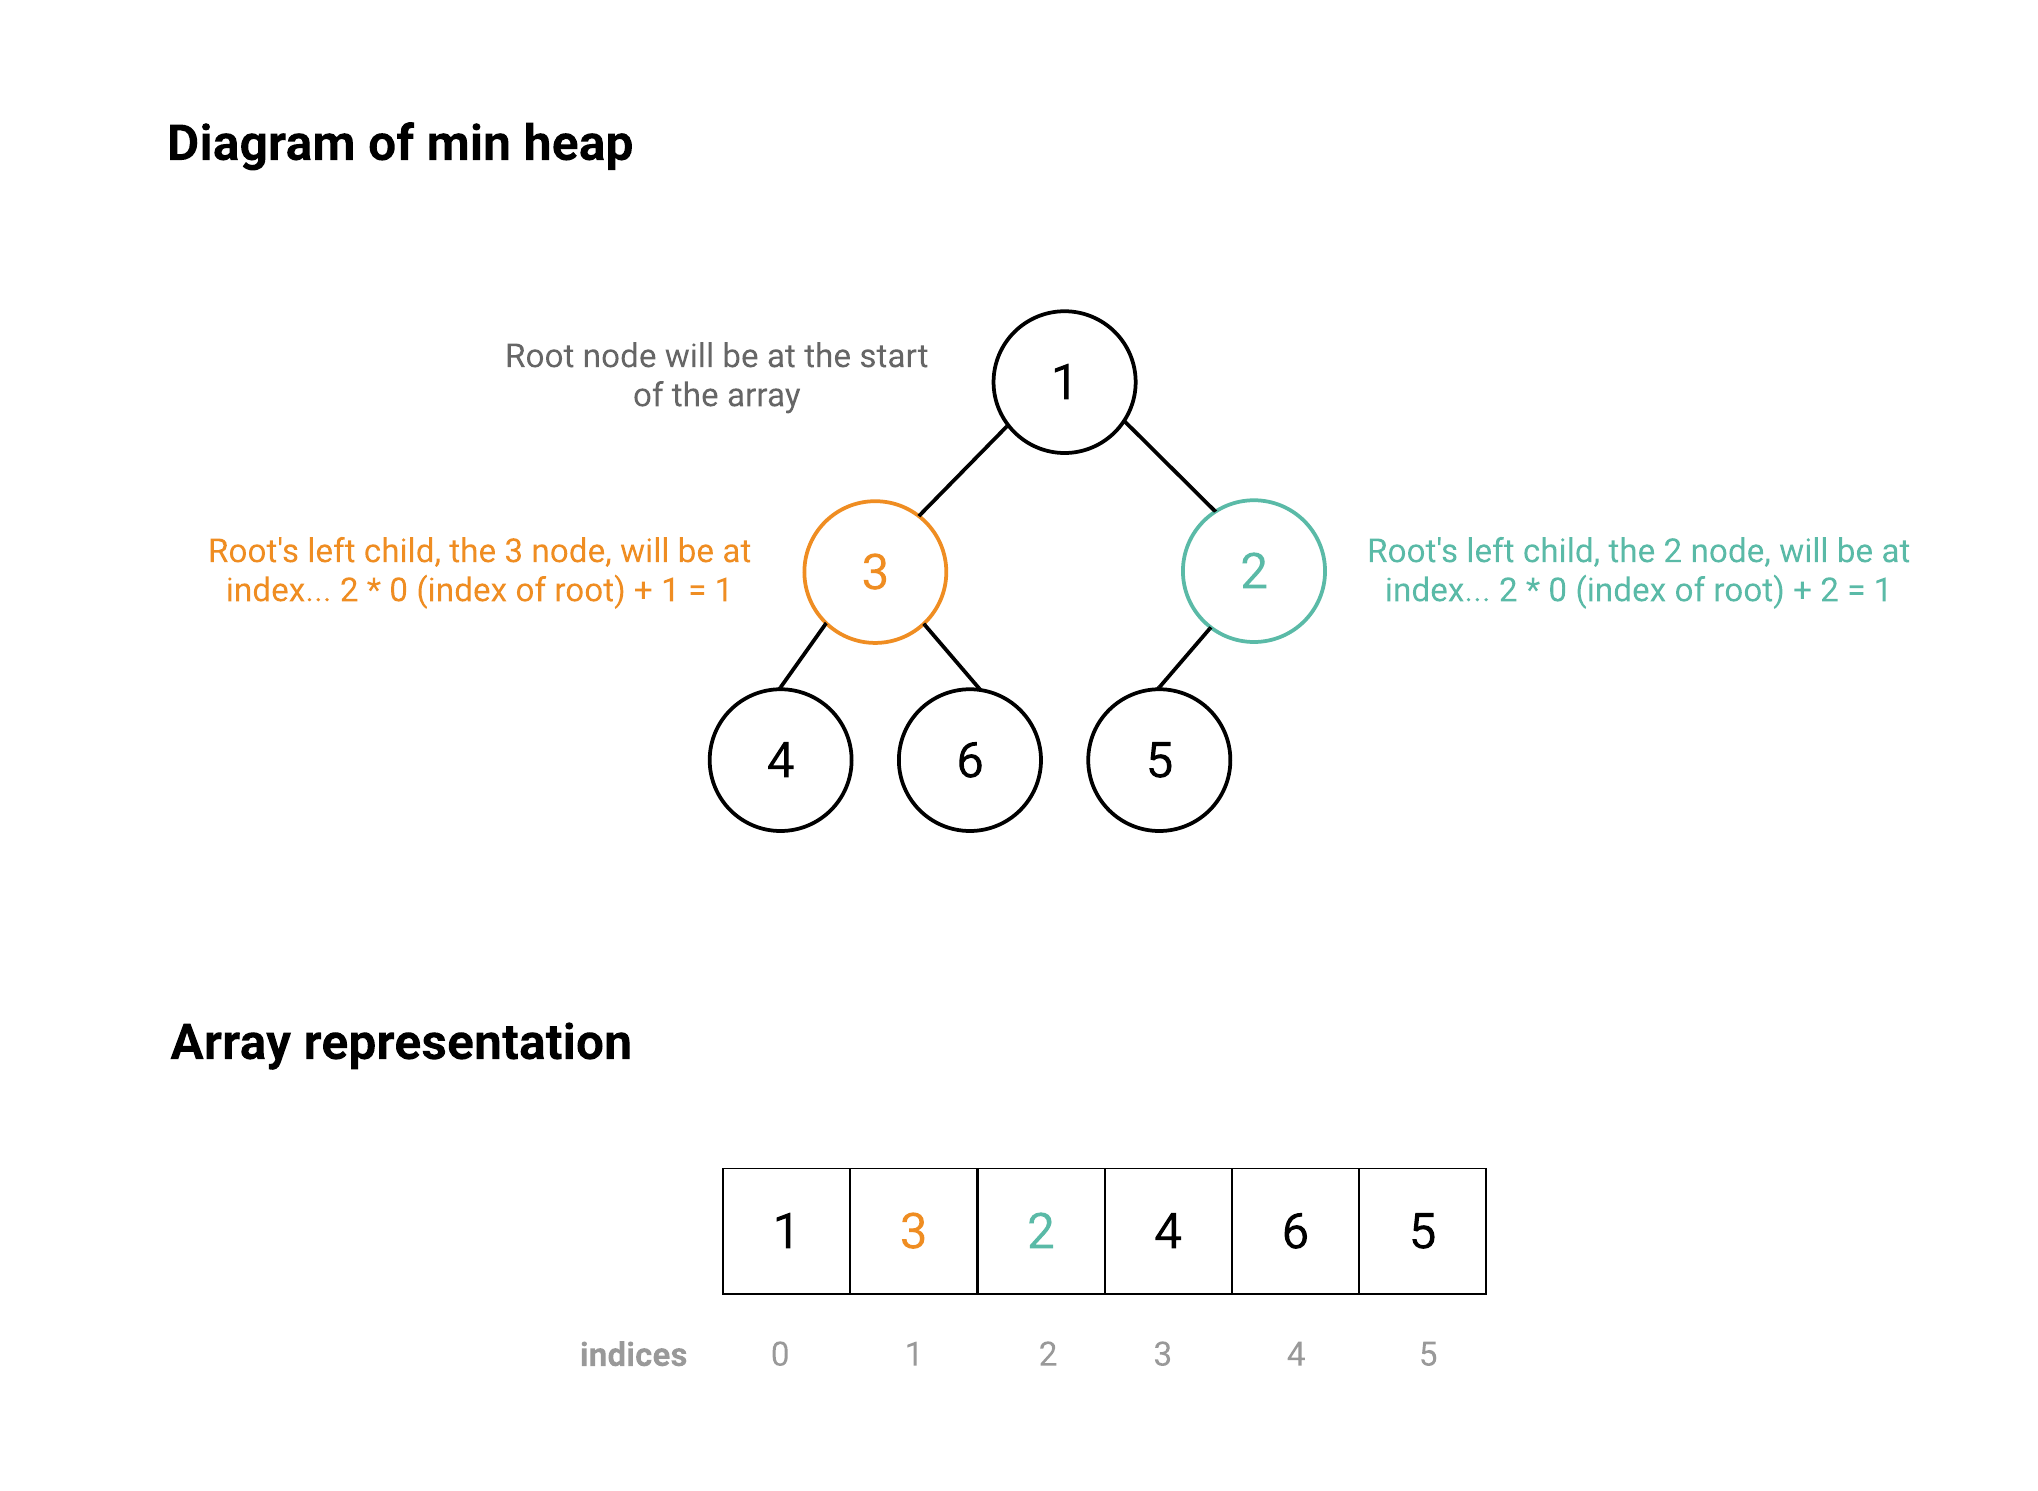 Diagram of min heap
Root node will be at the start
of the array
1
Root's left child, the 3 node, will be at
index... 2 * 0 (index of root) + 1 = 1
3
2
Root's left child, the 2 node, will be at
index... 2 * 0 (index of root) + 2 = 1
4 6 5
Array representation
1 3 2 4 6 5
indices 0 1 2 3 4 5